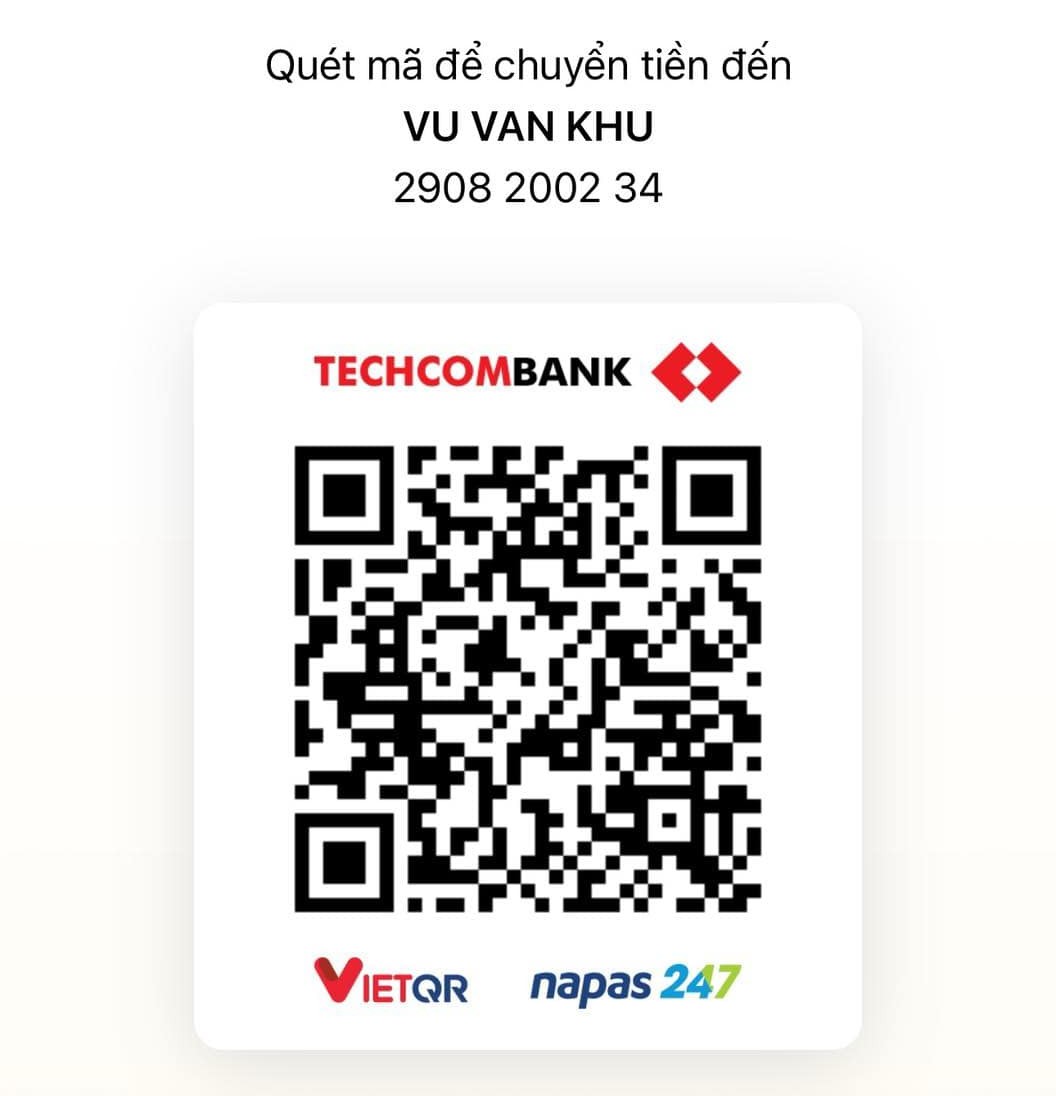 Quét mã để chuyển tiền đến
VU VAN KHU
2908 2002 34
TECHCOMBANK
VIETQR
napas 247